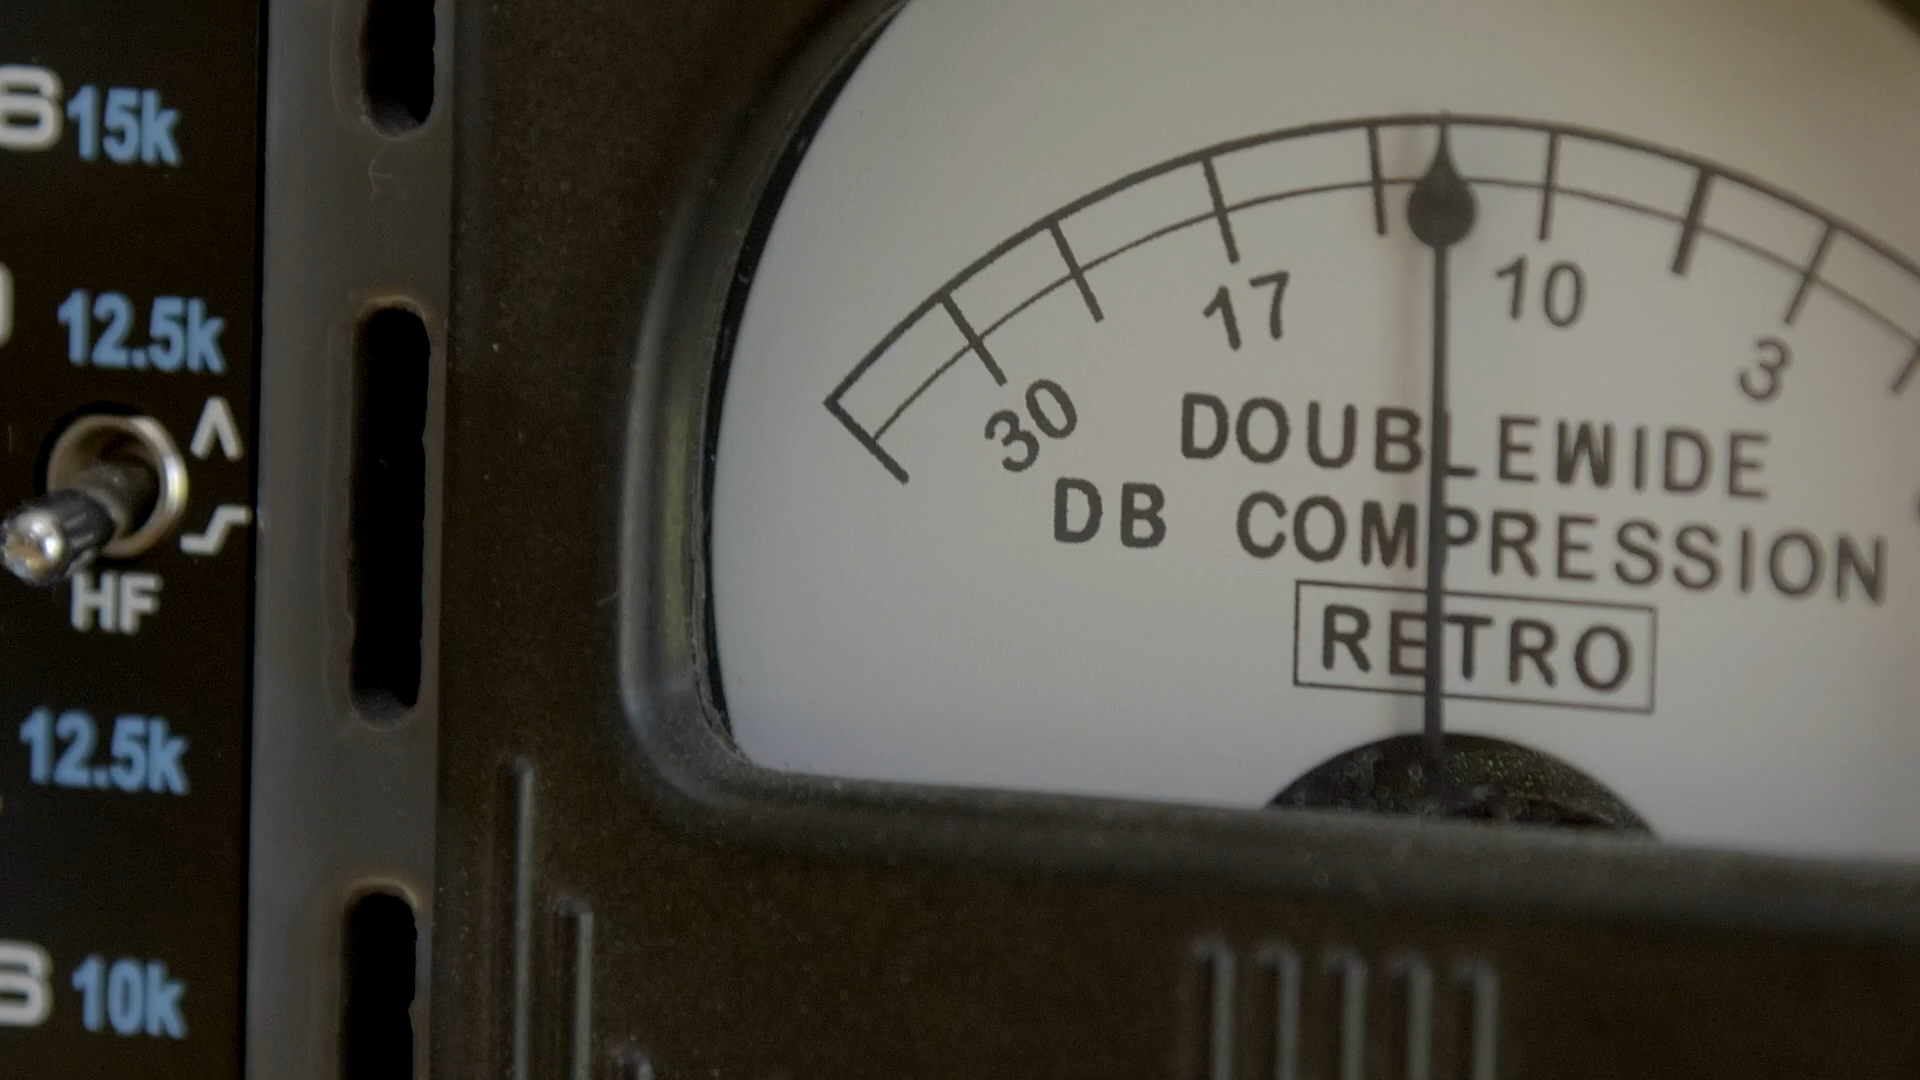 15k
12.5k
HF
12.5k
10k
30 17 10 3
DOUBLEWIDE
DB COMPRESSION
RETRO